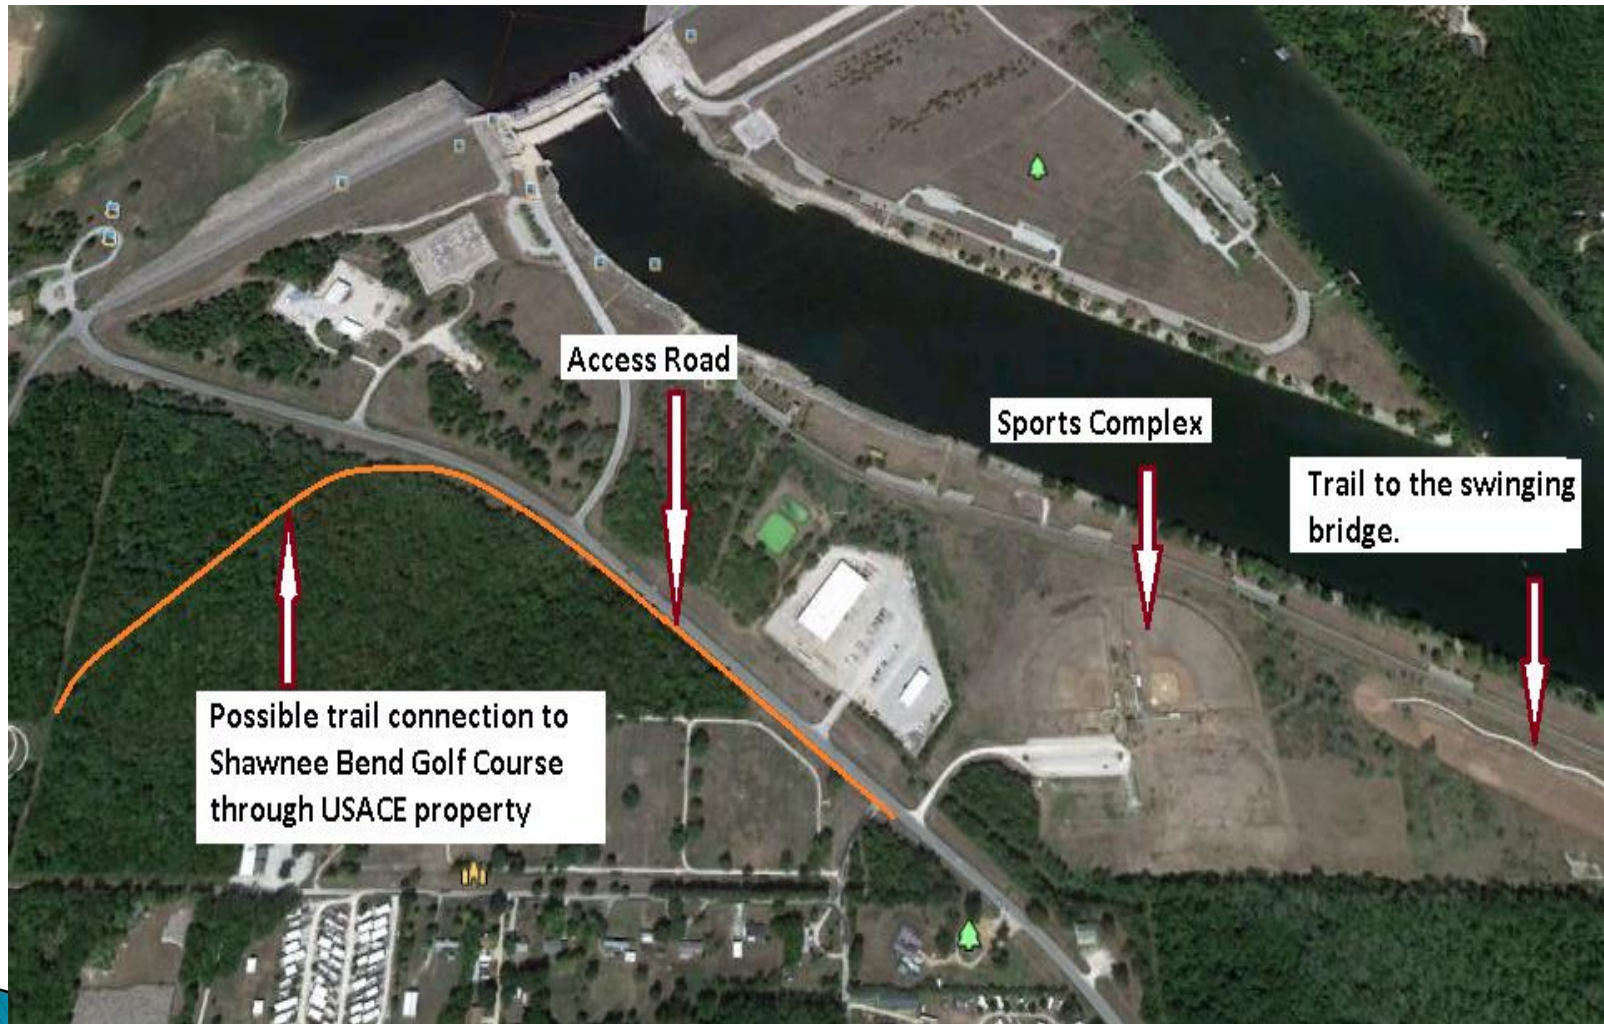 Access Road
Sports Complex
Trail to the swinging
bridge.
Possible trail connection to
Shawnee Bend Golf Course
through USACE property